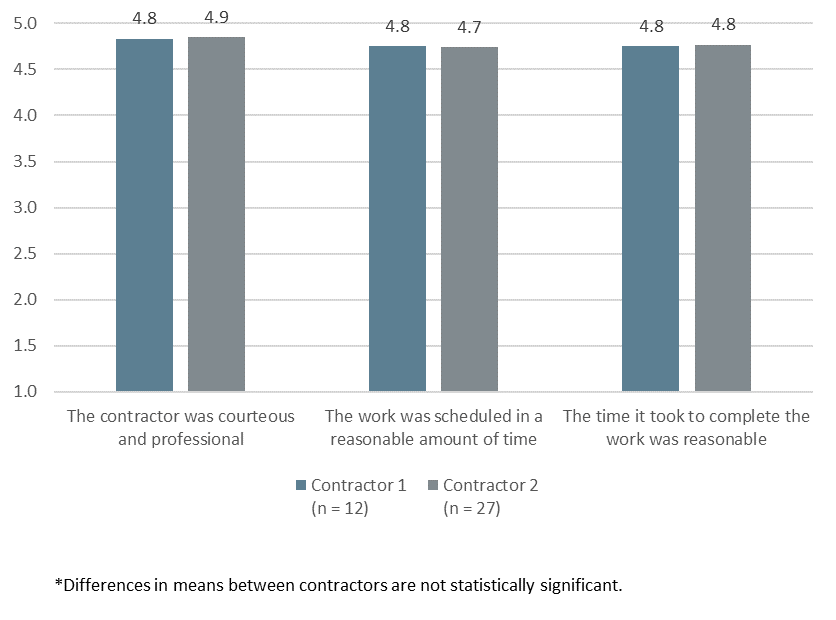 5.0
4.5
4.0
3.5
3.0
2.5
2.0
1.5
1.0
4.8 4.9 4.8 4.7 4.8 4.8
The contractor was courteous
and professional
The work was scheduled in a
reasonable amount of time
The time it took to complete the
work was reasonable
Contractor 1
(n = 12)
Contractor 2
(n = 27)
*Differences in means between contractors are not statistically significant.